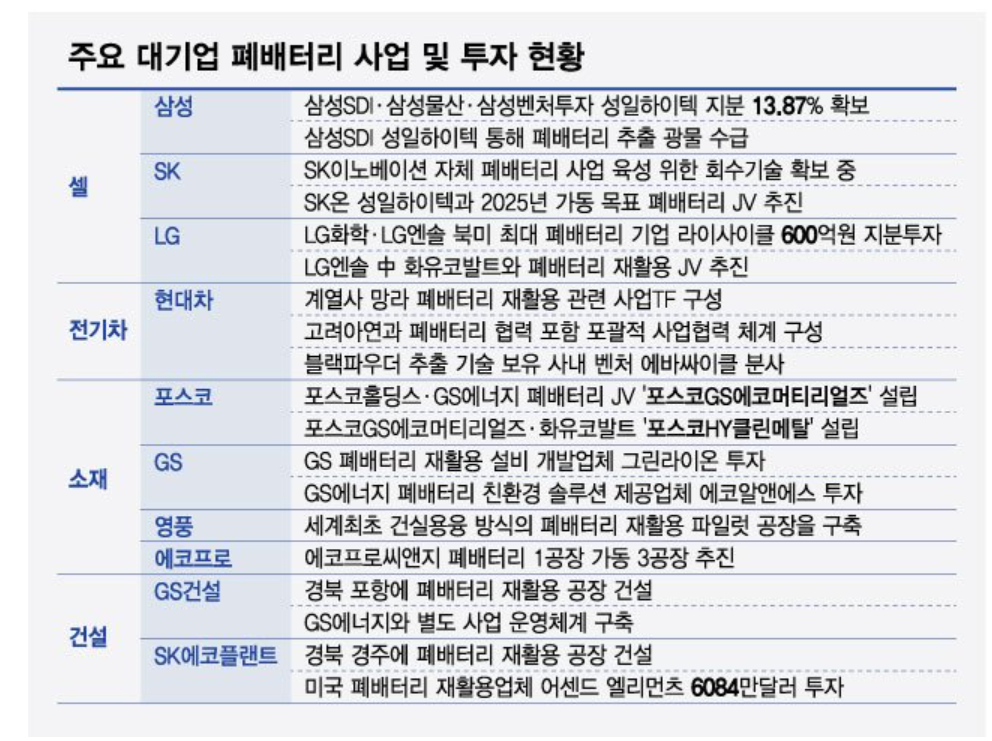 주요 대기업 폐배터리 사업 및 투자 현황
셀
삼성
삼성SDI·삼성물산·삼성벤처투자 성일하이텍 지분 13.87% 확보
삼성SDI 성일하이텍 통해 폐배터리 추출 광물 수급
SK
SK이노베이션 자체 폐배터리 사업 육성 위한 회수기술 확보 중
SK온 성일하이텍과 2025년 가동 목표 폐배터리 JV 추진
LG
LG화학·LG엔솔 북미 최대 폐배터리 기업 라이사이클 600억원 지분투자
LG엔솔 中 화유코발트와 폐배터리 재활용 JV 추진
전기차
현대차
계열사 망라 폐배터리 재활용 관련 사업TF 구성
고려아연과 폐배터리 협력 포함 포괄적 사업협력 체계 구성
블랙파우더 추출 기술 보유 사내 벤처 에바싸이클 분사
소재
포스코
포스코홀딩스·GS에너지 폐배터리 JV '포스코GS에코머티리얼즈' 설립
포스코GS에코머티리얼즈·화유코발트 '포스코HY클린메탈' 설립
GS
GS 폐배터리 재활용 설비 개발업체 그린라이온 투자
GS에너지 폐배터리 친환경 솔루션 제공업체 에코알앤에스 투자
영풍
세계최초 건실용융 방식의 폐배터리 재활용 파일럿 공장을 구축
에코프로
에코프로씨앤지 폐배터리 1공장 가동 3공장 추진
건설
GS건설
경북 포항에 폐배터리 재활용 공장 건설
GS에너지와 별도 사업 운영체계 구축
SK에코플랜트
경북 경주에 폐배터리 재활용 공장 건설
미국 폐배터리 재활용업체 어센드 엘리먼츠 6084만달러 투자